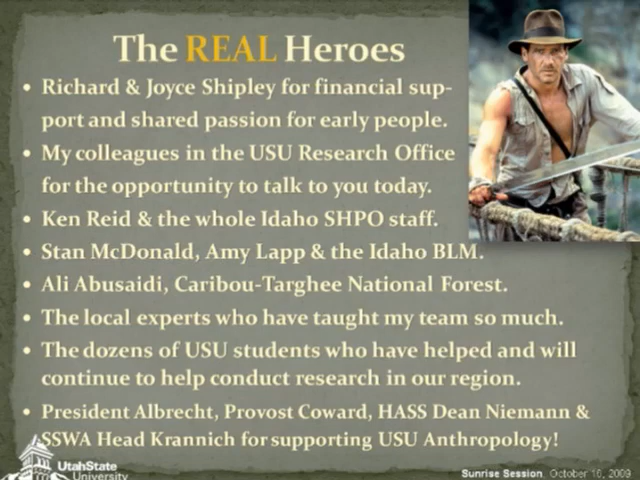 The REAL Heroes
• Richard & Joyce Shipley for financial sup-
port and shared passion for early people.
• My colleagues in the USU Research Office
for the opportunity to talk to you today.
• Ken Reid & the whole Idaho SHPO staff.
• Stan McDonald, Amy Lapp & the Idaho BLM.
• Ali Abusaidi, Caribou-Targhee National Forest.
• The local experts who have taught my team so much.
• The dozens of USU students who have helped and will
continue to help conduct research in our region.
• President Albrecht, Provost Coward, HASS Dean Niemann &
SSWA Head Krannich for supporting USU Anthropology!
UtahState
University
Sunrise Session October 16, 2009